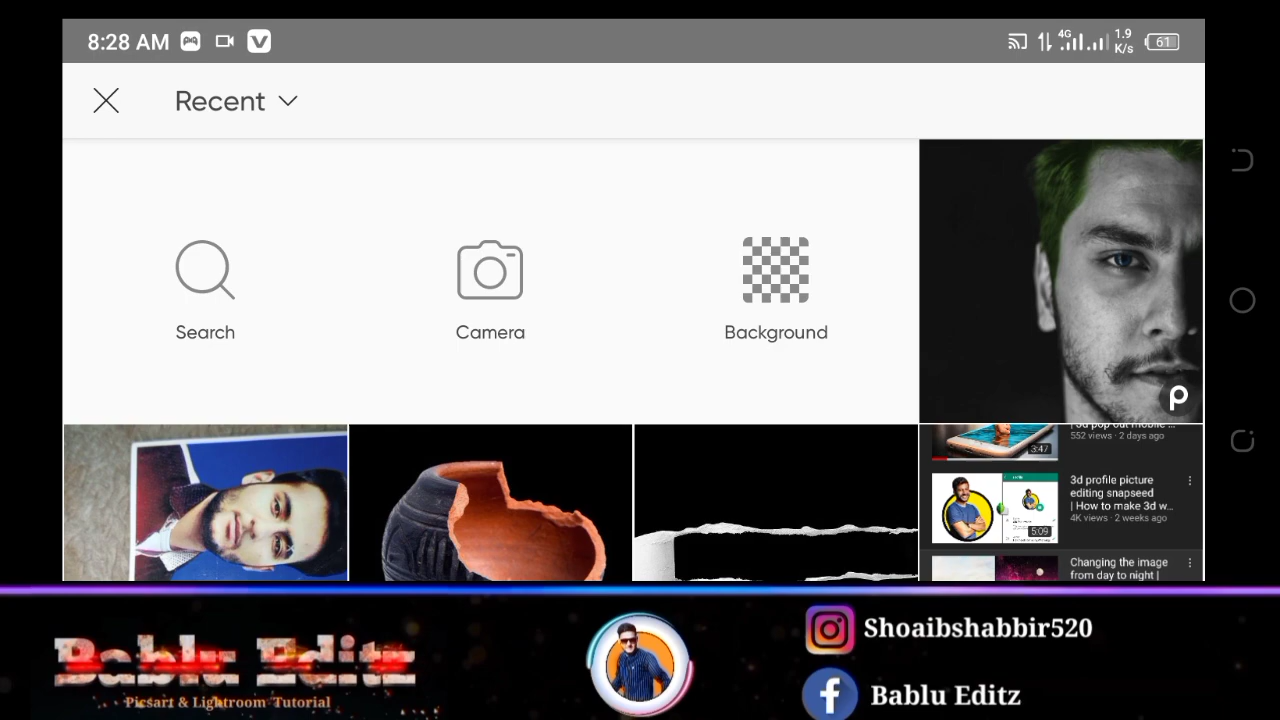 8:28 AM
4G
1.9
K/s
61
Recent
Search
Camera
Background
552 views · 2 days ago
3:47
3d profile picture
editing snapseed
| How to make 3d w...
4K views · 2 weeks ago
5:09
Changing the image
from day to night |
Bablu Editz
Picsart & Lightroom Tutorial
Shoaibshabbir520
Bablu Editz